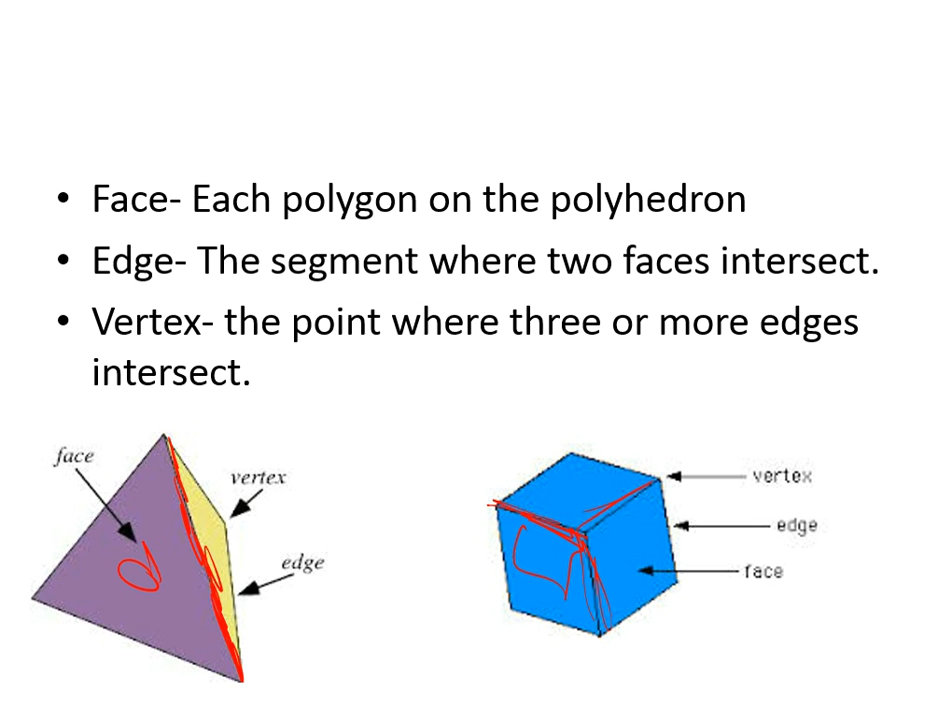 • Face- Each polygon on the polyhedron
• Edge- The segment where two faces intersect.
• Vertex- the point where three or more edges
intersect.
face
vertex
edge
vertex
edge
face